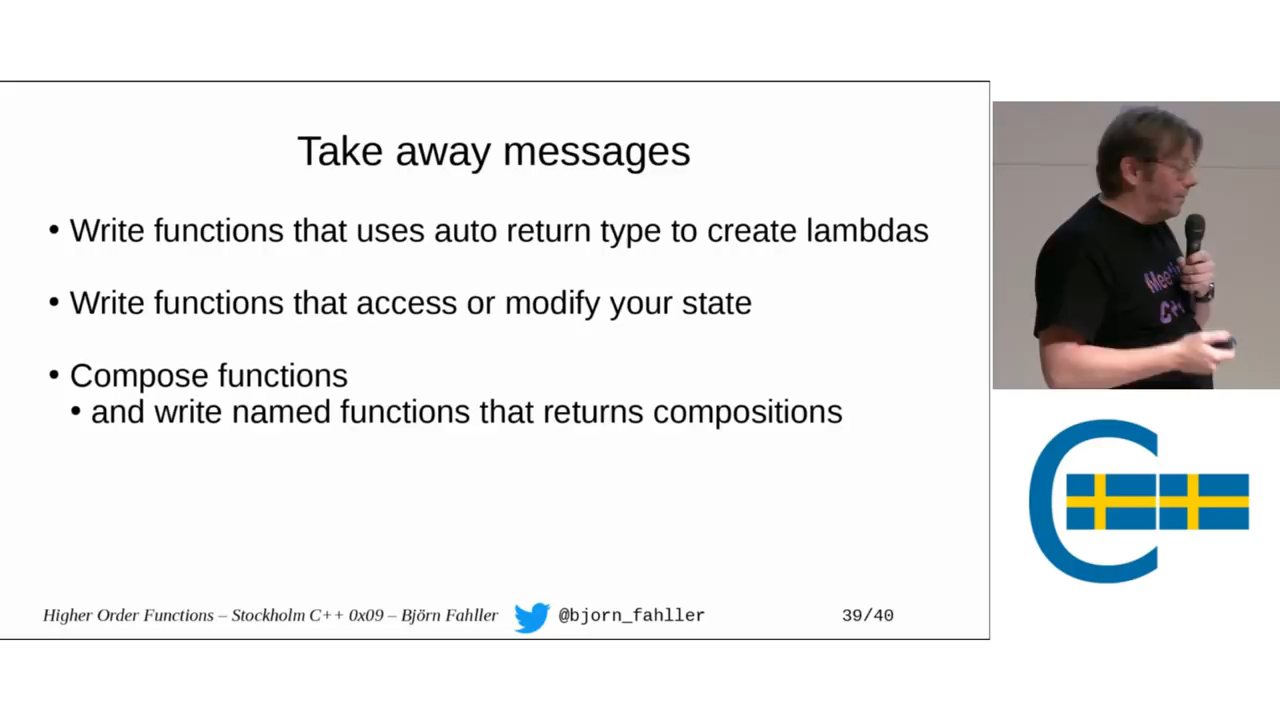 Take away messages
• Write functions that uses auto return type to create lambdas
• Write functions that access or modify your state
• Compose functions
• and write named functions that returns compositions
Higher Order Functions – Stockholm C++ 0x09 – Björn Fahller @bjorn_fahller 39/40
Meeting
C++
C